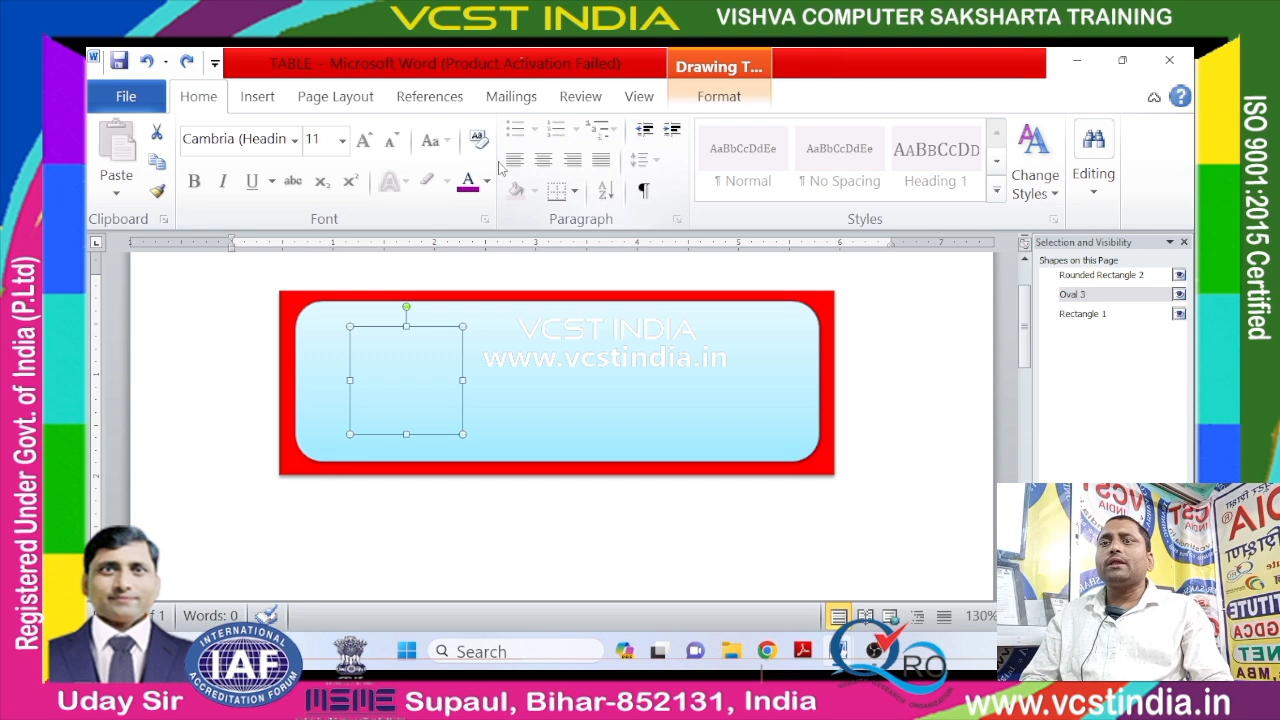 VCST INDIA VISHVA COMPUTER SAKSHARTA TRAINING
Registered Under Govt. of India (P.Ltd)
ISO 9001:2015 Certified
TABLE - Microsoft Word (Product Activation Failed)
Drawing T...
File Home Insert Page Layout References Mailings Review View Format
Cambria (Headin 11
Paste
Clipboard
Font
Paragraph
AaBbCcDdEe AaBbCcDdEe AABBCCDD
¶ Normal ¶ No Spacing Heading 1
Change Styles
Styles
Editing
Selection and Visibility
Shapes on this Page
Rounded Rectangle 2
Oval 3
Rectangle 1
VCST INDIA
www.vcstindia.in
Words: 0
130%
Search
INTERNATIONAL
IAF
ACCREDITATION FORUM
QRO
Uday Sir
MSME
Supaul, Bihar-852131, India
www.vcstindia.in